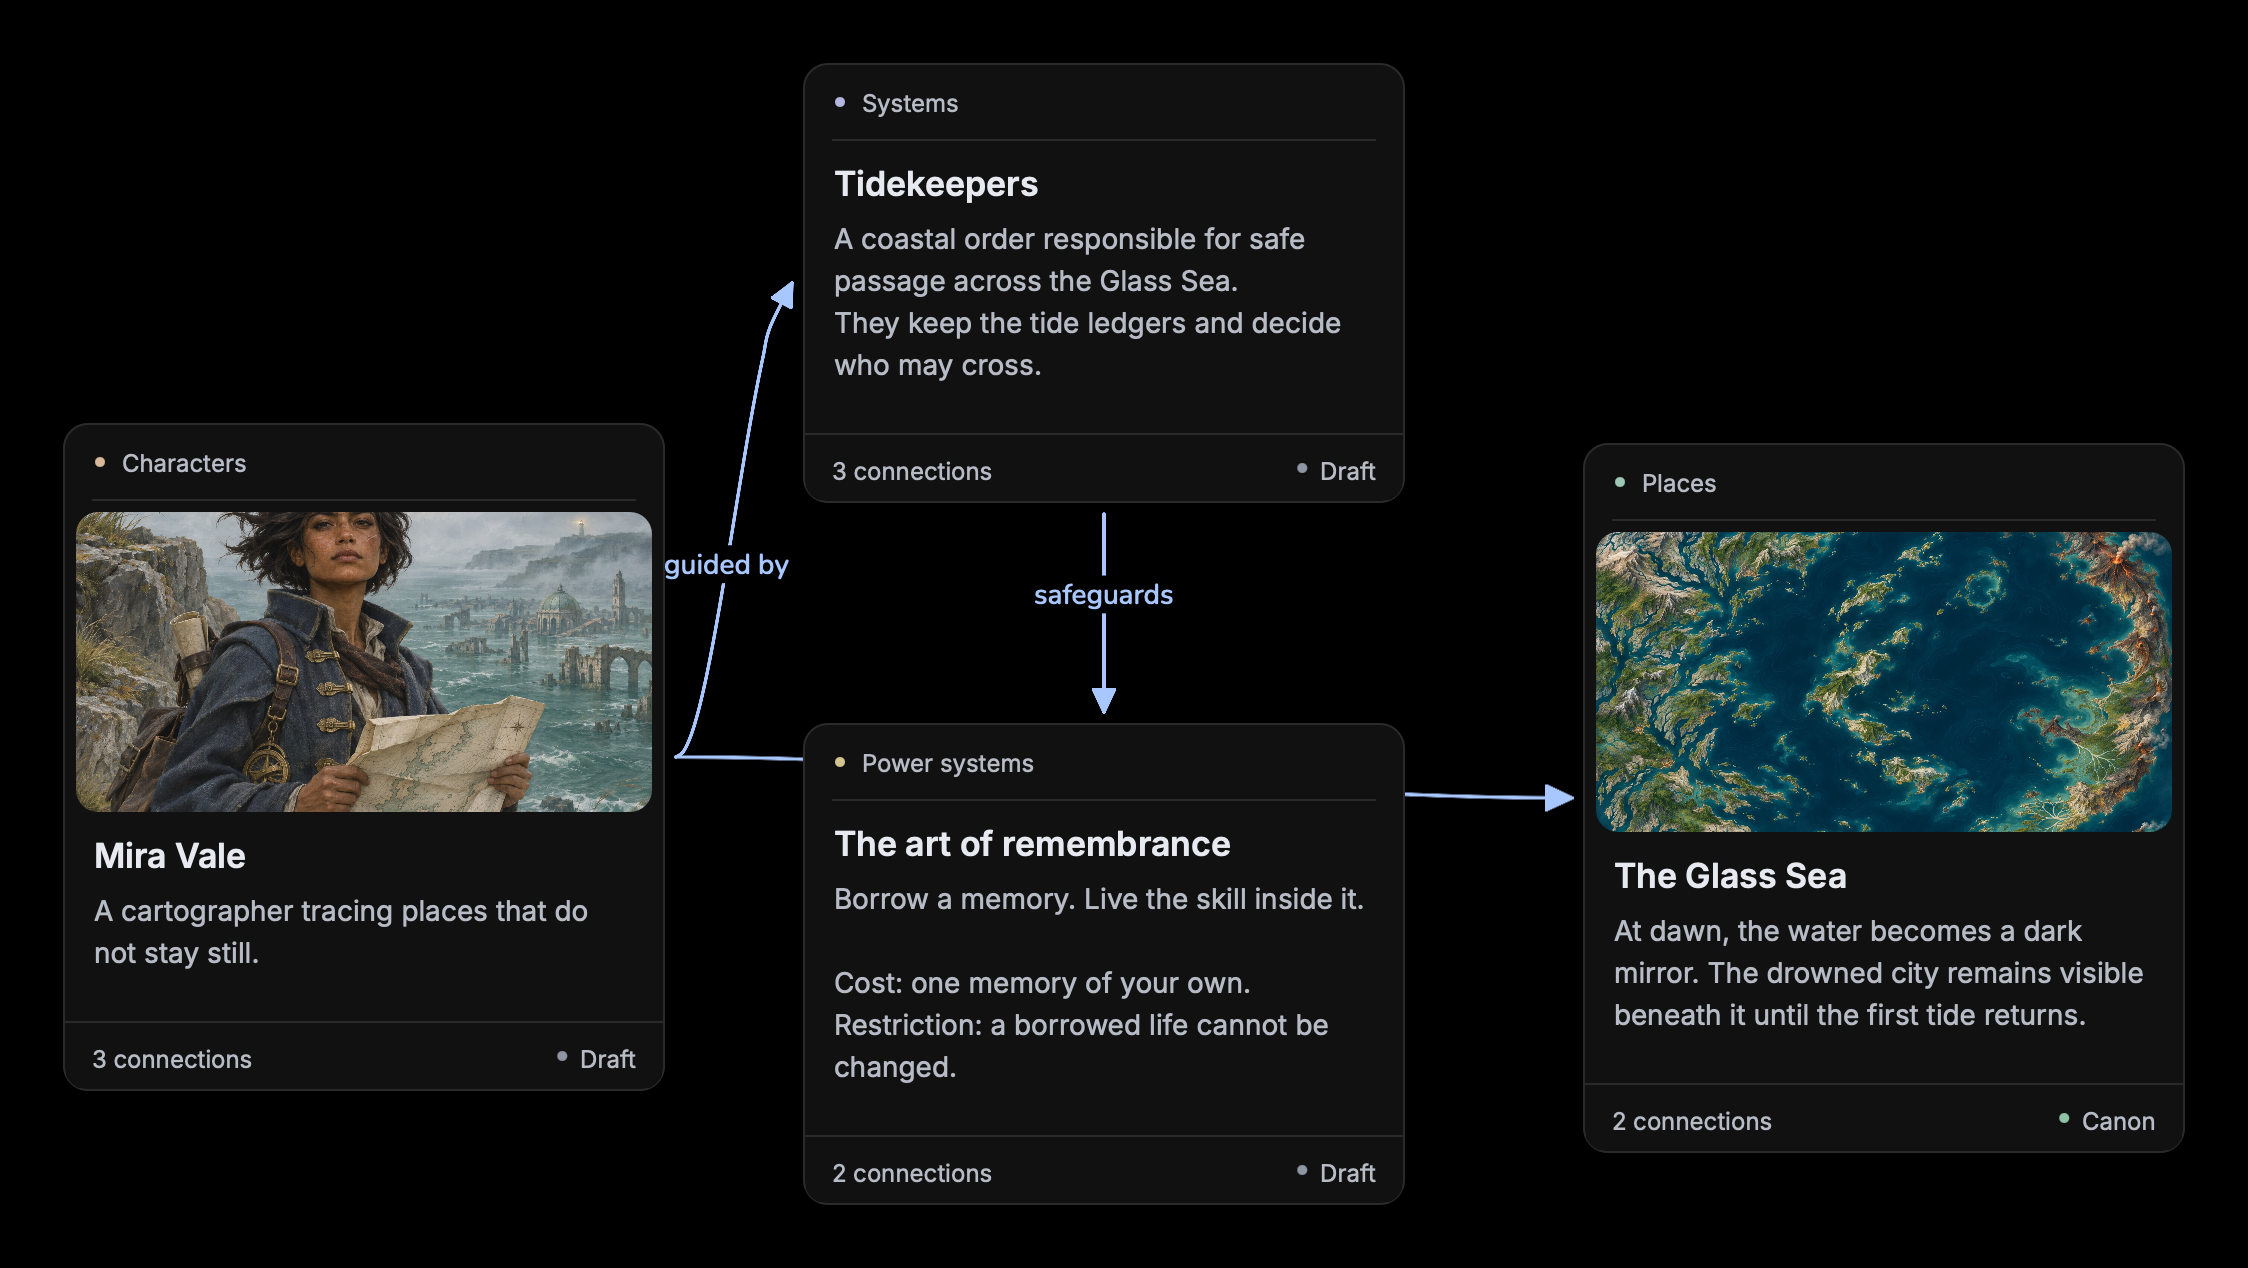 Systems
Tidekeepers
A coastal order responsible for safe
passage across the Glass Sea.
They keep the tide ledgers and decide
who may cross.
3 connections
Draft
Characters
Mira Vale
A cartographer tracing places that do
not stay still.
3 connections
Draft
guided by
safeguards
Power systems
The art of remembrance
Borrow a memory. Live the skill inside it.
Cost: one memory of your own.
Restriction: a borrowed life cannot be
changed.
2 connections
Draft
Places
The Glass Sea
At dawn, the water becomes a dark
mirror. The drowned city remains visible
beneath it until the first tide returns.
2 connections
Canon